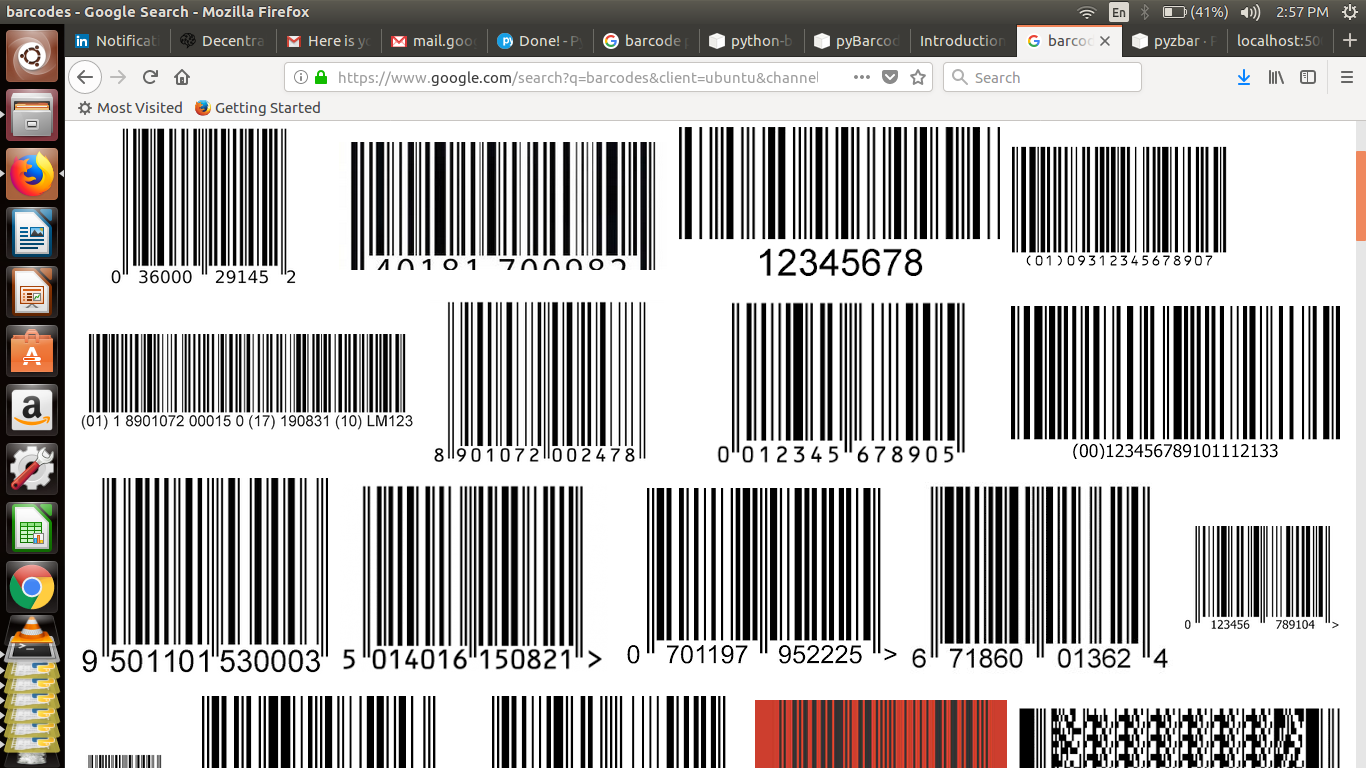 barcodes - Google Search - Mozilla Firefox
En
(41%)
2:57 PM
Notificat
Decentra
Here is yo
mail.goo
Done! - Py
barcode
python-b
pyBarcod
Introduction
barcod
pyzbar · P
localhost:50
https://www.google.com/search?q=barcodes&client=ubuntu&channel
Search
Most Visited
Getting Started
0 36000 29145 2
40181 700982
12345678
(01)09312345678907
(01) 1 8901072 00015 0 (17) 190831 (10) LM123
8 901072 002478
0 012345 678905
(00)123456789101112133
9 501101 530003
5 014016 150821 >
0 701197 952225 >
6 71860 01362 4
0 123456 789104 >